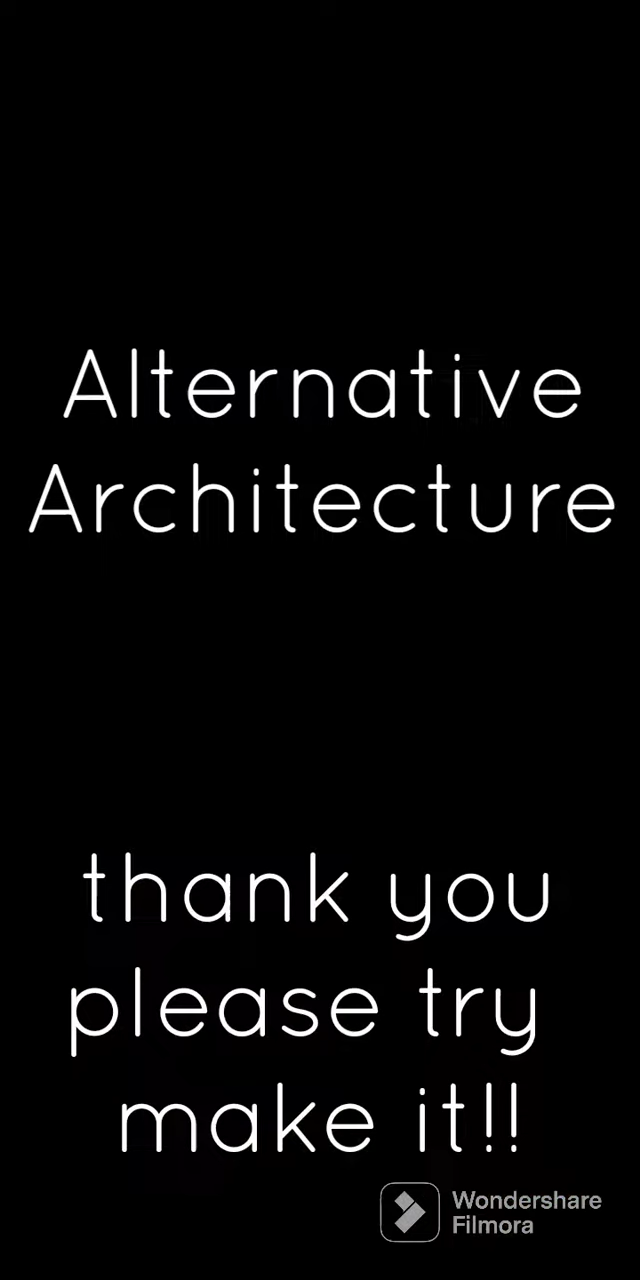 Alternative
Architecture
thank you
please try
make it!!
Wondershare
Filmora